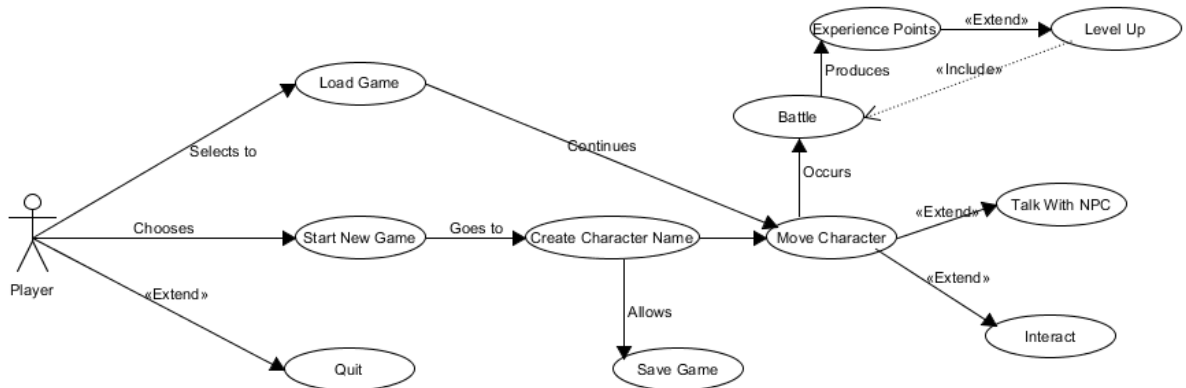 Experience Points
«Extend»
Level Up
Produces
«Include»
Load Game
Battle
Selects to
Continues
Occurs
Talk With NPC
«Extend»
Chooses
Start New Game
Goes to
Create Character Name
Move Character
Player
«Extend»
«Extend»
Allows
Interact
Quit
Save Game